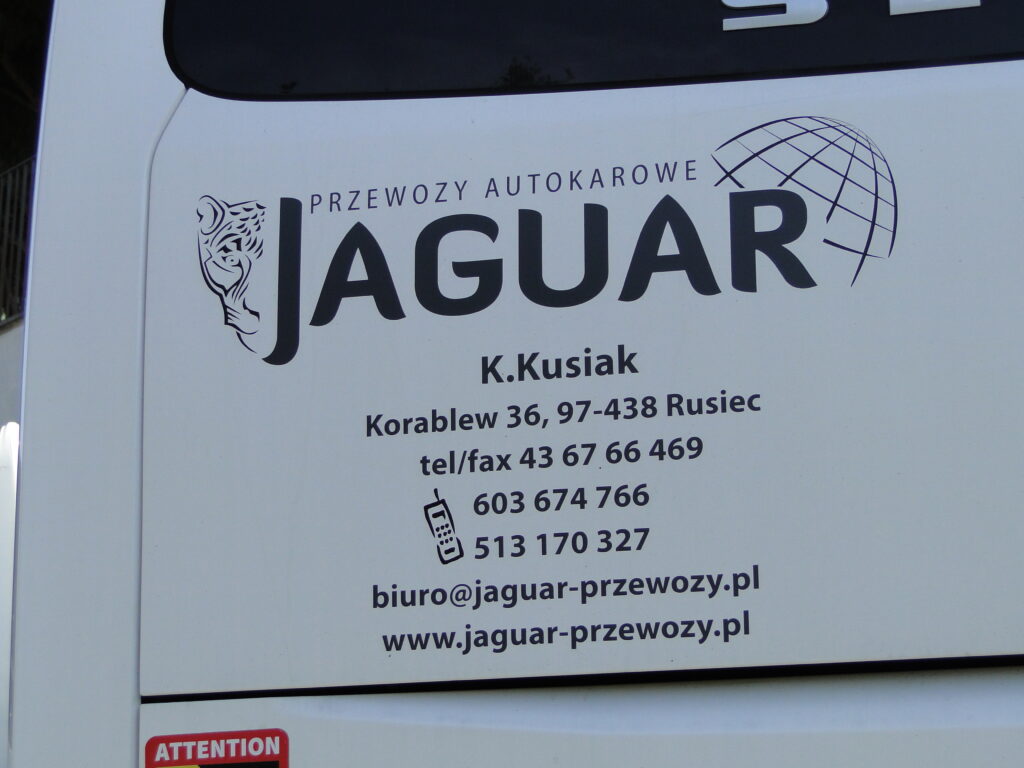 PRZEWOZY AUTOKAROWE
JAGUAR
K.Kusiak
Korablew 36, 97-438 Rusiec
tel/fax 43 67 66 469
603 674 766
513 170 327
biuro@jaguar-przewozy.pl
www.jaguar-przewozy.pl
ATTENTION